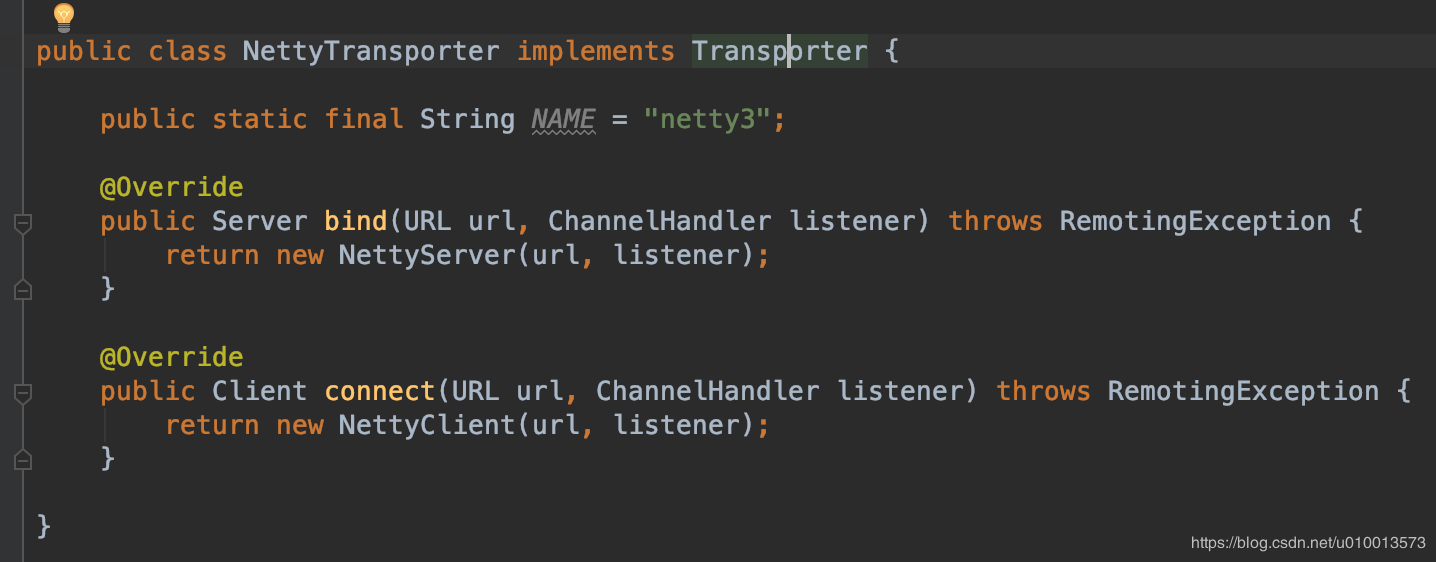 public class NettyTransporter implements Transporter {
public static final String NAME = "netty3";
@Override
public Server bind(URL url, ChannelHandler listener) throws RemotingException {
return new NettyServer(url, listener);
}
@Override
public Client connect(URL url, ChannelHandler listener) throws RemotingException {
return new NettyClient(url, listener);
}
}
https://blog.csdn.net/u010013573